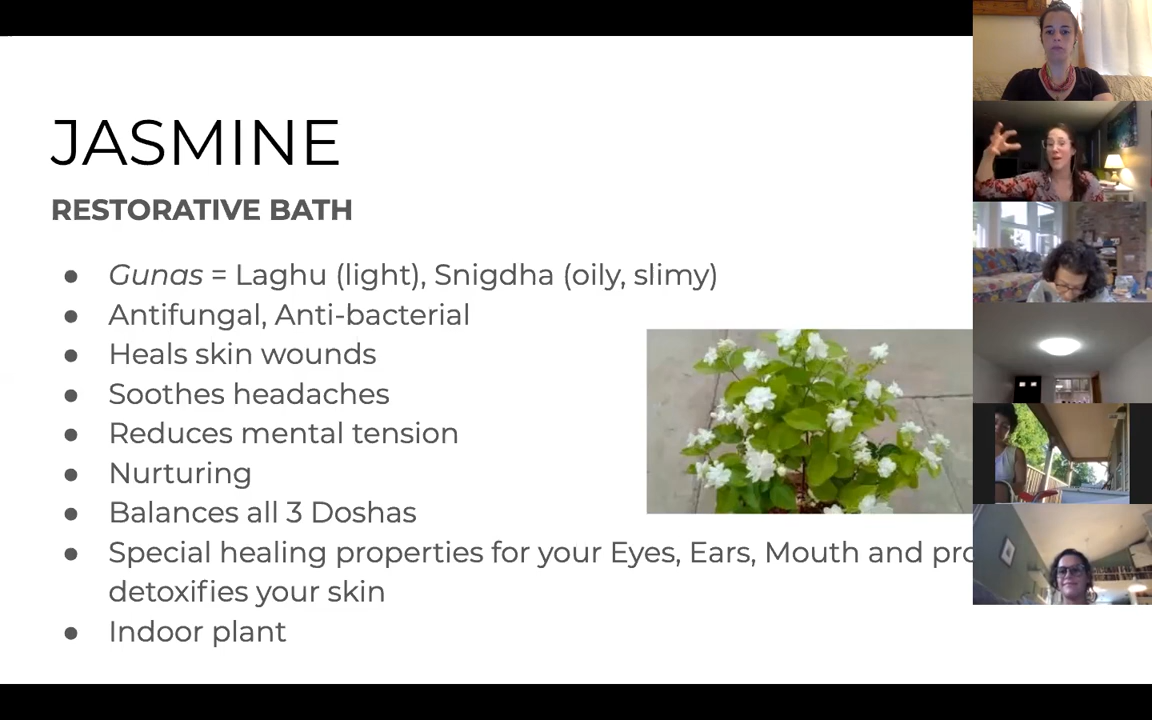 JASMINE
RESTORATIVE BATH
● Gunas = Laghu (light), Snigdha (oily, slimy)
● Antifungal, Anti-bacterial
● Heals skin wounds
● Soothes headaches
● Reduces mental tension
● Nurturing
● Balances all 3 Doshas
● Special healing properties for your Eyes, Ears, Mouth and
detoxifies your skin
● Indoor plant